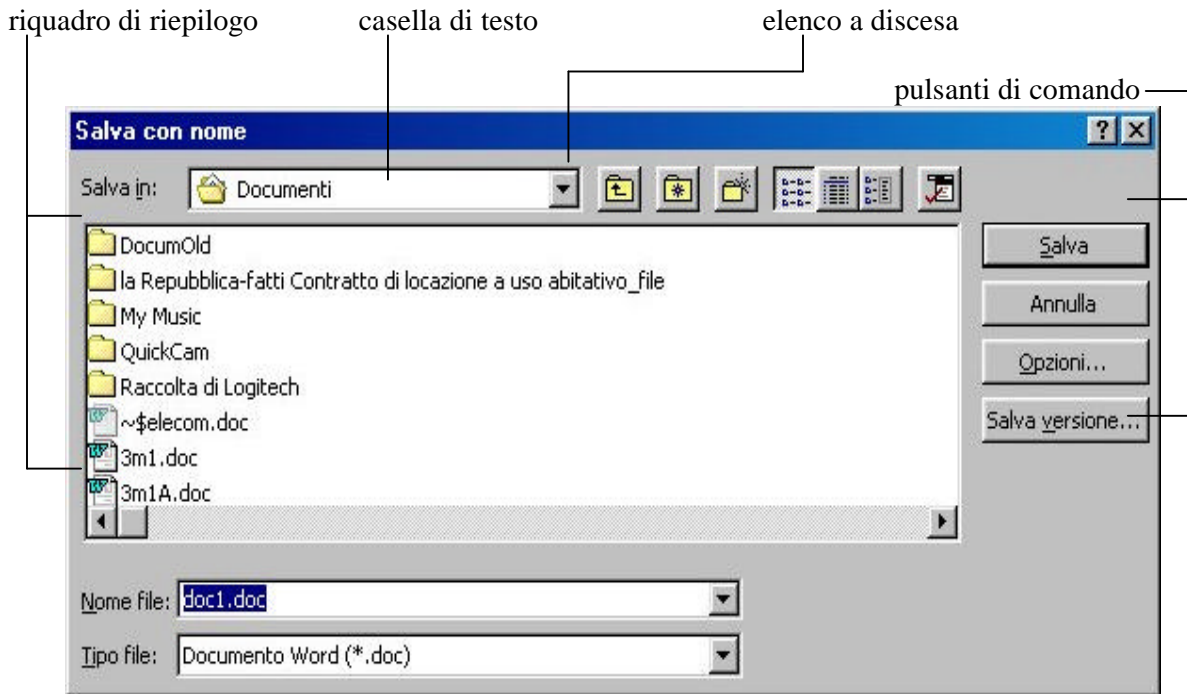 riquadro di riepilogo casella di testo elenco a discesa
pulsanti di comando
Salva con nome
Salva in: Documenti
DocumOld
la Repubblica-fatti Contratto di locazione a uso abitativo_file
My Music
QuickCam
Raccolta di Logitech
~$elecom.doc
3m1.doc
3m1A.doc
Salva
Annulla
Opzioni...
Salva versione...
Nome file: doc1.doc
Tipo file: Documento Word (*.doc)